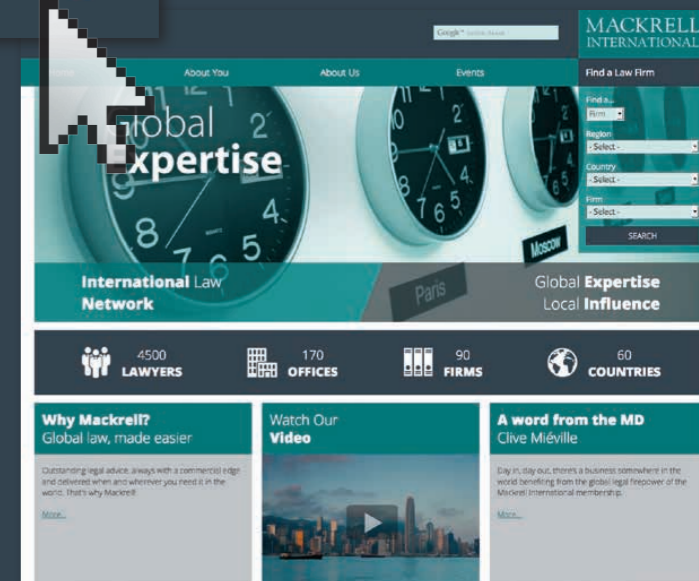 Google™
MACKRELL
INTERNATIONAL
About You
About Us
Events
Find a Law Firm
Global
Expertise
Find a...
Firm
Region
- Select -
Country
- Select -
Firm
- Select -
SEARCH
Moscow
Paris
International Law
Network
Global Expertise
Local Influence
4500
LAWYERS
170
OFFICES
90
FIRMS
60
COUNTRIES
Why Mackrell?
Global law, made easier
Outstanding legal advice, always with a commercial edge
and delivered when and wherever you need it in the
world. That's why Mackrell!
More...
Watch Our
Video
A word from the MD
Clive Miéville
Day in, day out, there's a business somewhere in the
world benefiting from the global legal firepower of the
Mackrell International membership.
More...